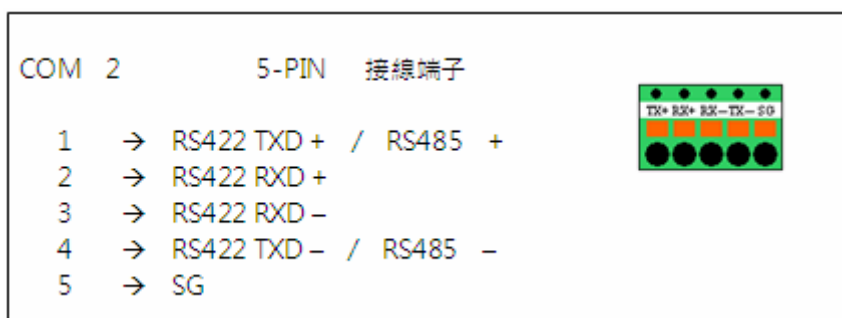 COM 2 5-PIN 接線端子
TX+ RX+ RX- TX- SG
1 → RS422 TXD + / RS485 +
2 → RS422 RXD +
3 → RS422 RXD –
4 → RS422 TXD – / RS485 –
5 → SG